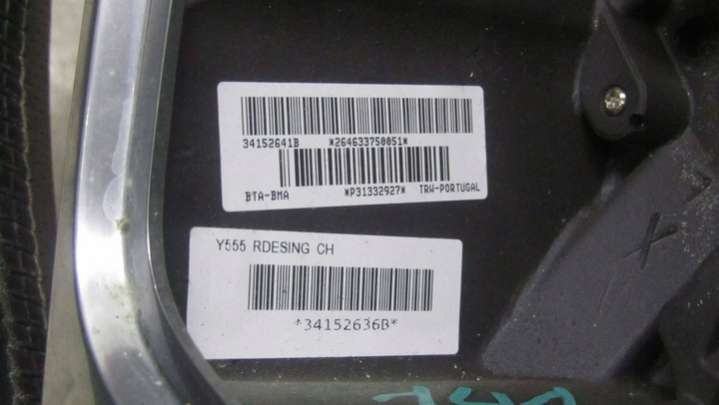 34152641B *264633750051*
BTA-BMA *P31332927* TRW-PORTUGAL
Y555 RDESING CH
*34152636B*
X